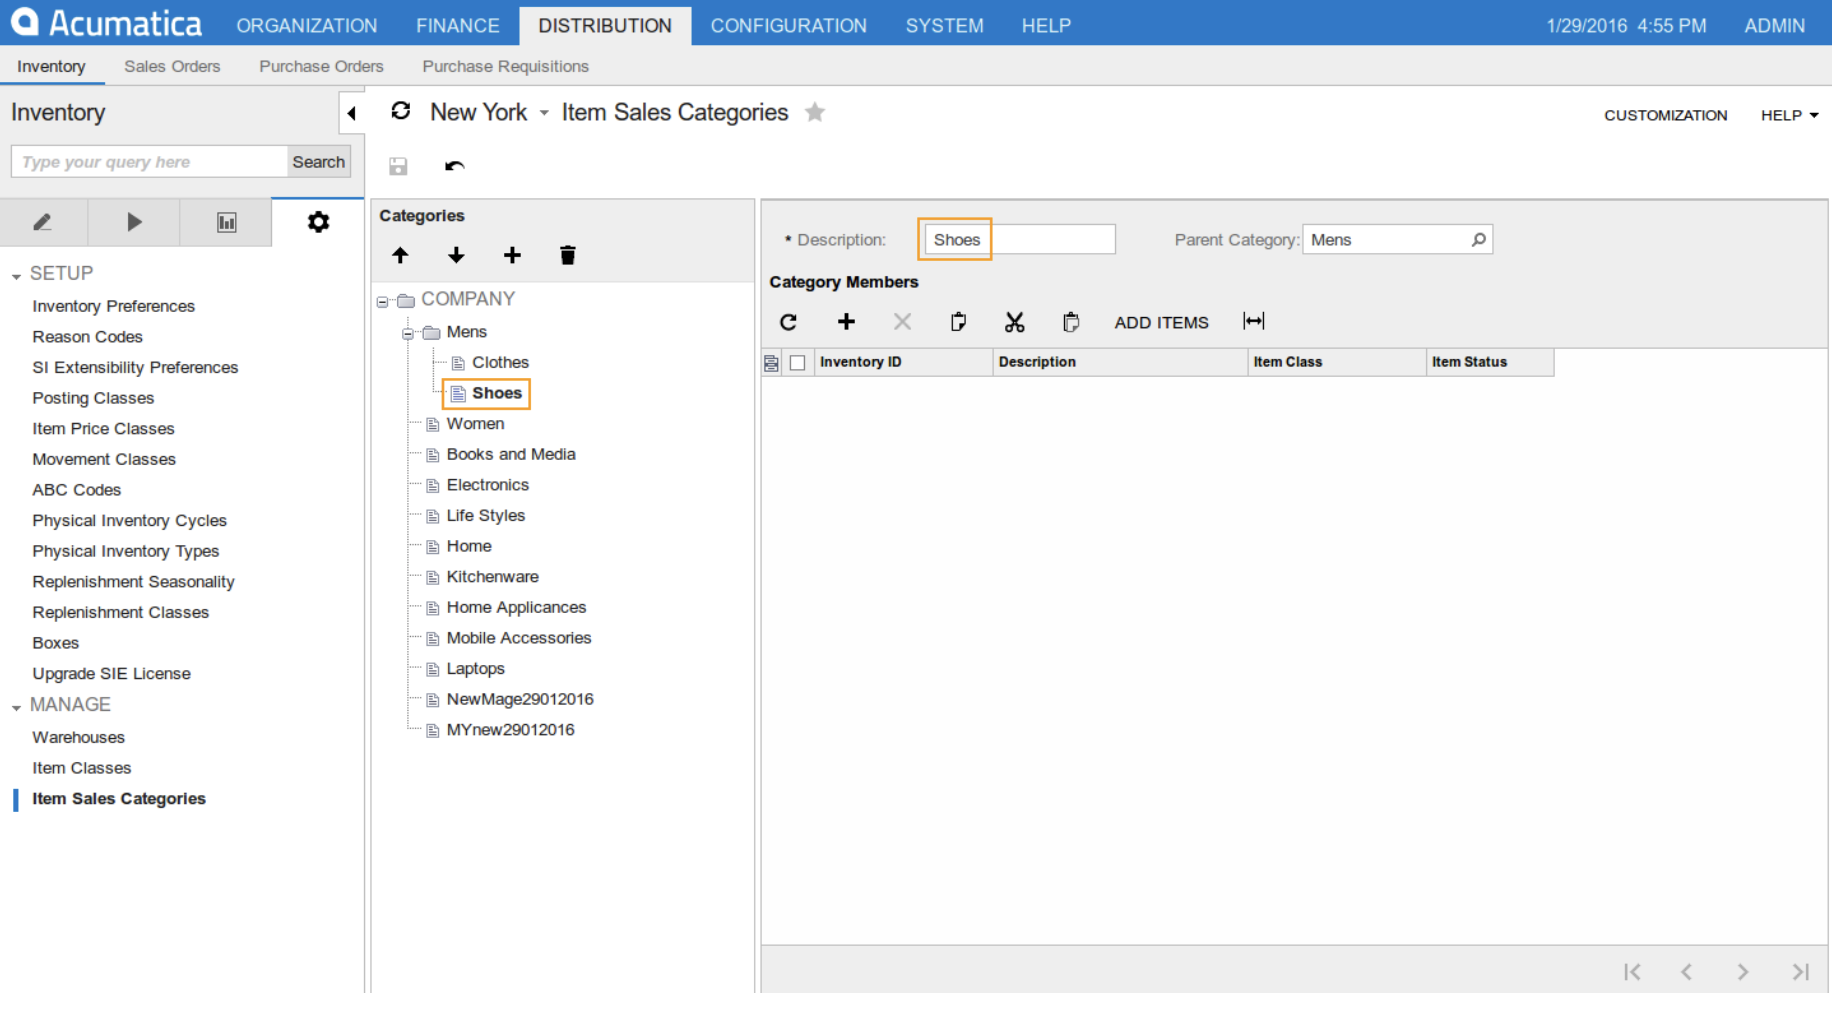 Acumatica ORGANIZATION FINANCE DISTRIBUTION CONFIGURATION SYSTEM HELP 1/29/2016 4:55 PM ADMIN
Inventory Sales Orders Purchase Orders Purchase Requisitions
Inventory
Type your query here Search
SETUP
Inventory Preferences
Reason Codes
SI Extensibility Preferences
Posting Classes
Item Price Classes
Movement Classes
ABC Codes
Physical Inventory Cycles
Physical Inventory Types
Replenishment Seasonality
Replenishment Classes
Boxes
Upgrade SIE License
MANAGE
Warehouses
Item Classes
Item Sales Categories
New York Item Sales Categories CUSTOMIZATION HELP
Categories
COMPANY
Mens
Clothes
Shoes
Women
Books and Media
Electronics
Life Styles
Home
Kitchenware
Home Applicances
Mobile Accessories
Laptops
NewMage29012016
MYnew29012016
* Description: Shoes Parent Category: Mens
Category Members
ADD ITEMS
Inventory ID Description Item Class Item Status